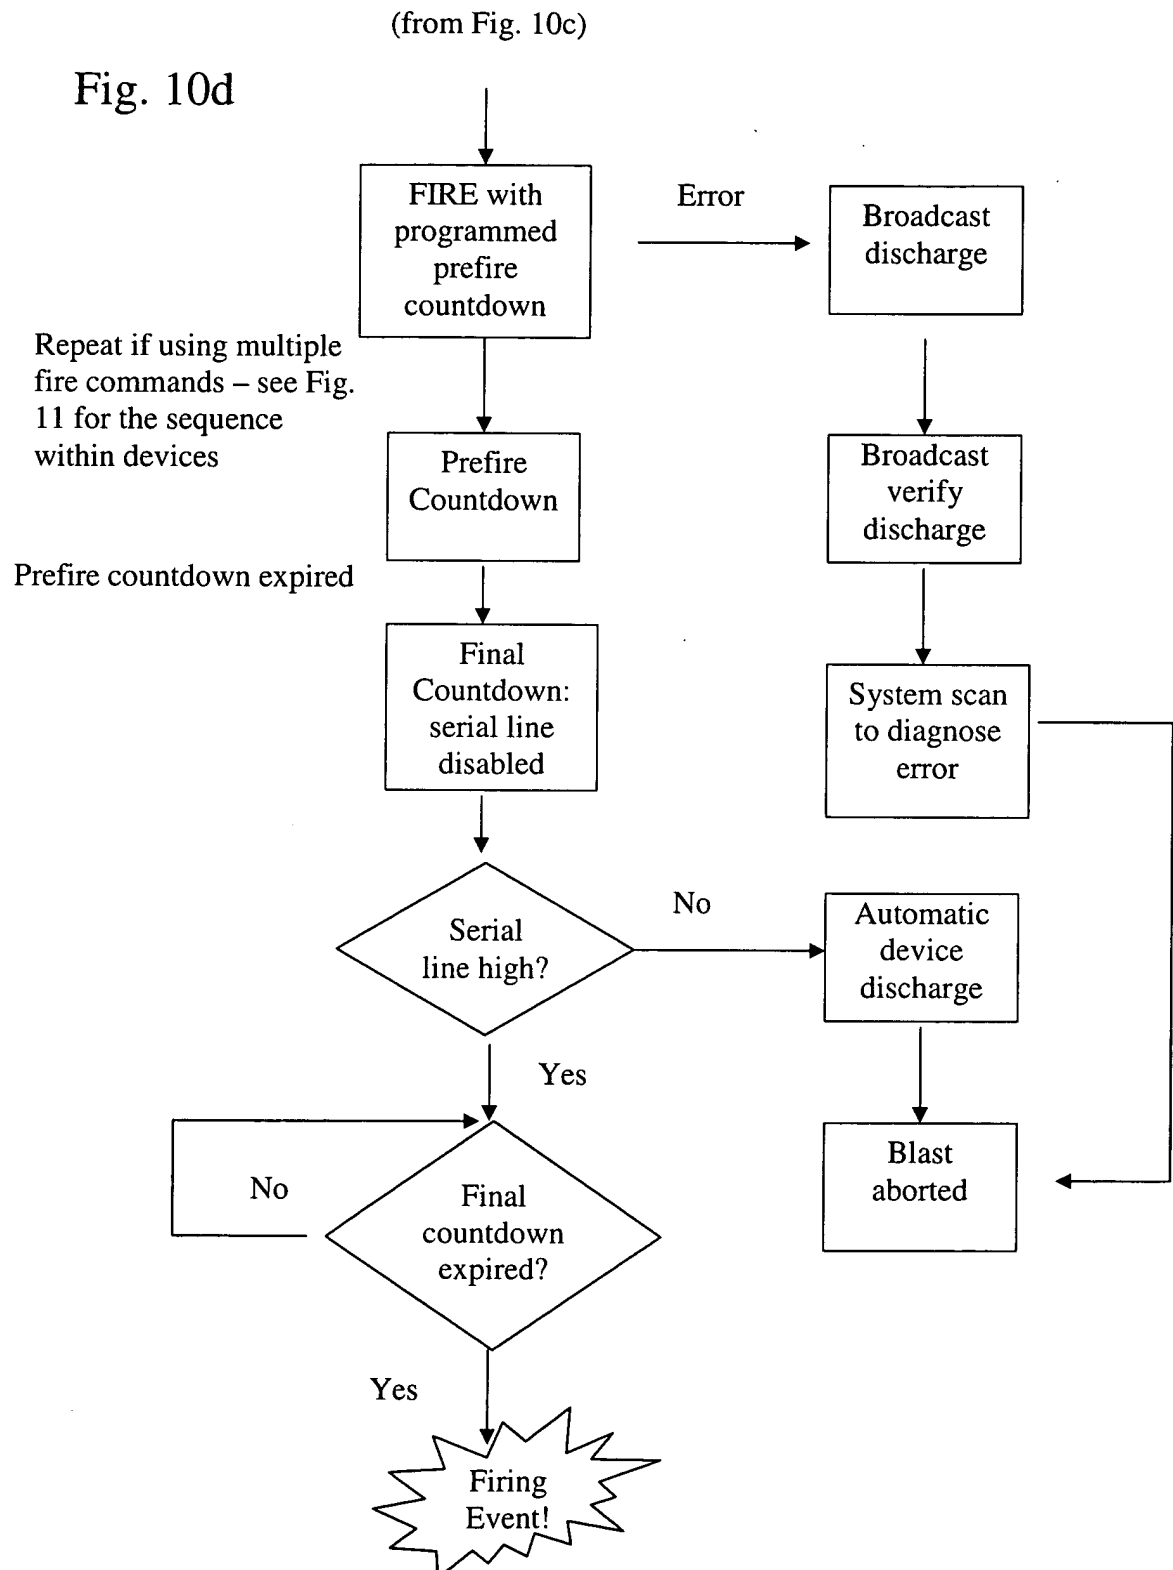 (from Fig. 10c)
Fig. 10d
FIRE with
programmed
prefire
countdown
Error
Broadcast
discharge
Repeat if using multiple
fire commands – see Fig.
11 for the sequence
within devices
Prefire
Countdown
Broadcast
verify
discharge
Prefire countdown expired
Final
Countdown:
serial line
disabled
System scan
to diagnose
error
Serial
line high?
No
Automatic
device
discharge
Yes
Blast
aborted
No
Final
countdown
expired?
Yes
Firing
Event!